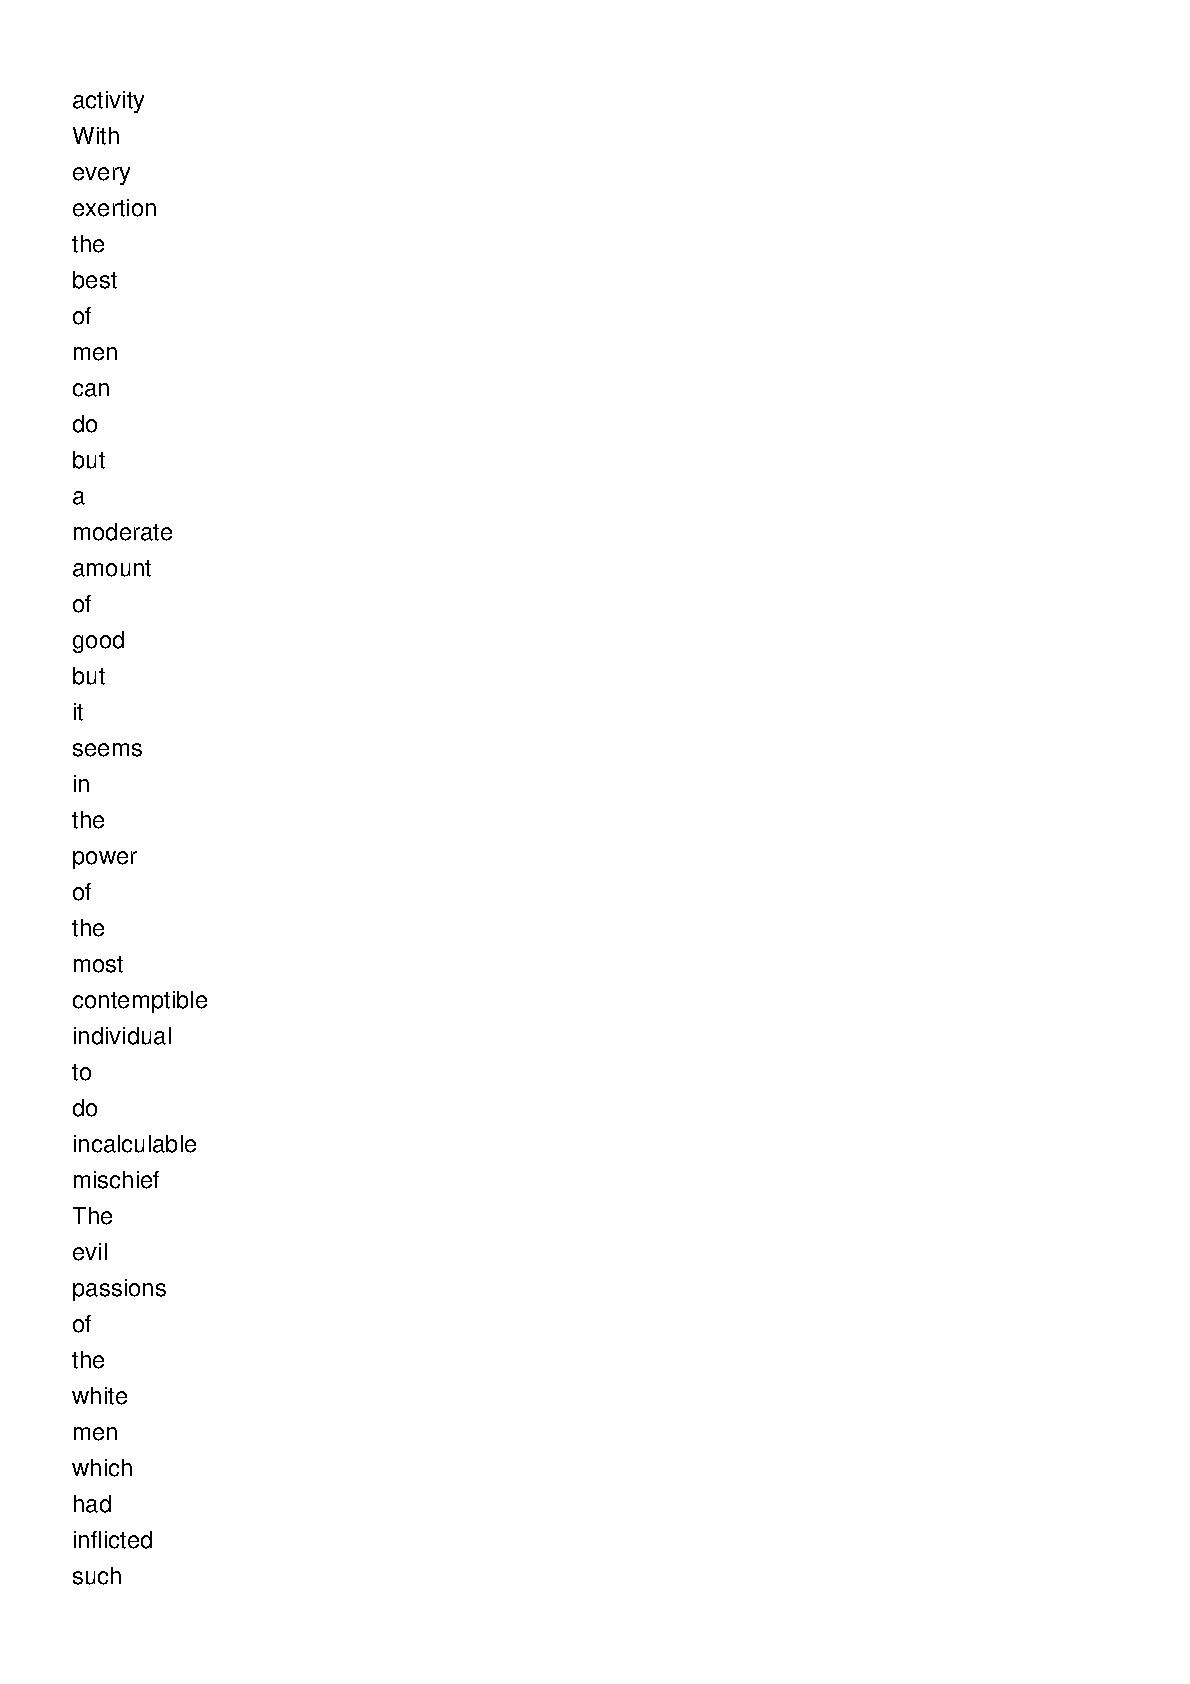 activity
With
every
exertion
the
best
of
men
can
do
but
a
moderate
amount
of
good
but
it
seems
in
the
power
of
the
most
contemptible
individual
to
do
incalculable
mischief
The
evil
passions
of
the
white
men
which
had
inflicted
such